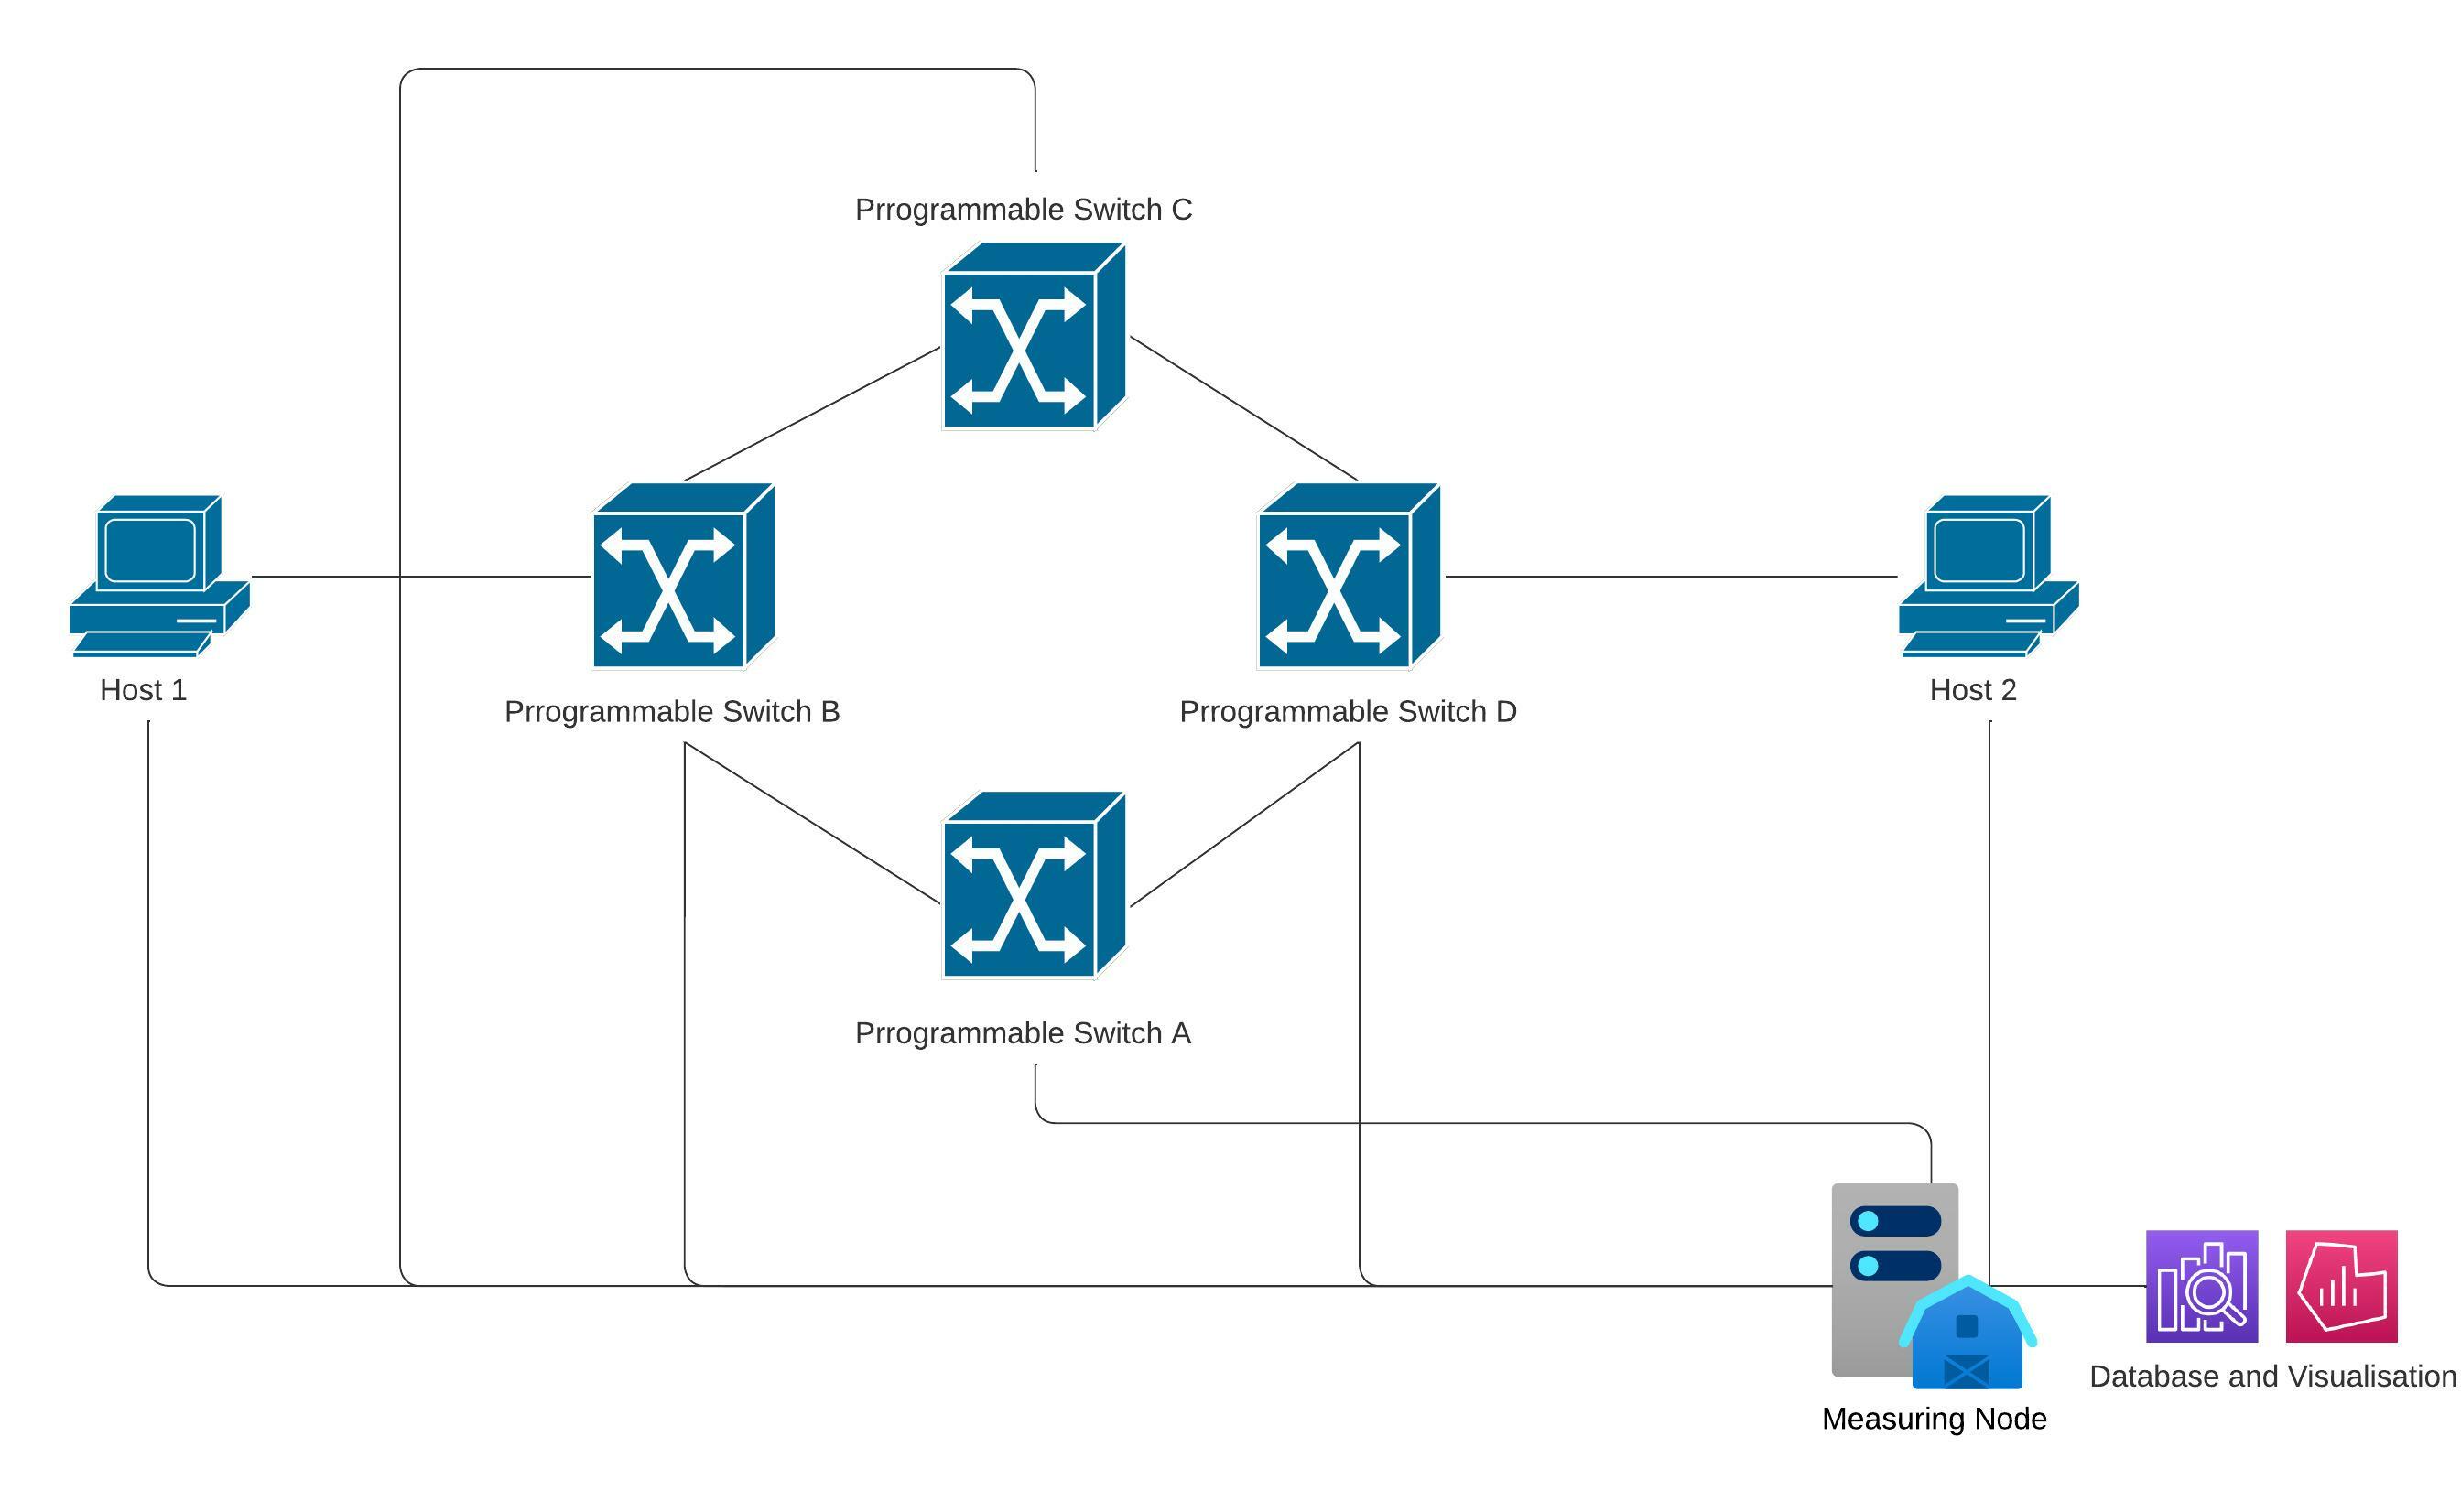 Prrogrammable Switch C
Host 1
Host 2
Prrogrammable Switch B
Prrogrammable Switch D
Prrogrammable Switch A
Database and Visualisation
Measuring Node